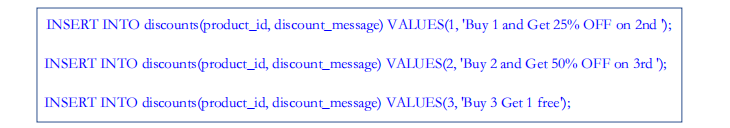 INSERT INTO discounts(product_id, discount_message) VALUES(1, 'Buy 1 and Get 25% OFF on 2nd ');
INSERT INTO discounts(product_id, discount_message) VALUES(2, 'Buy 2 and Get 50% OFF on 3rd ');
INSERT INTO discounts(product_id, discount_message) VALUES(3, 'Buy 3 Get 1 free');